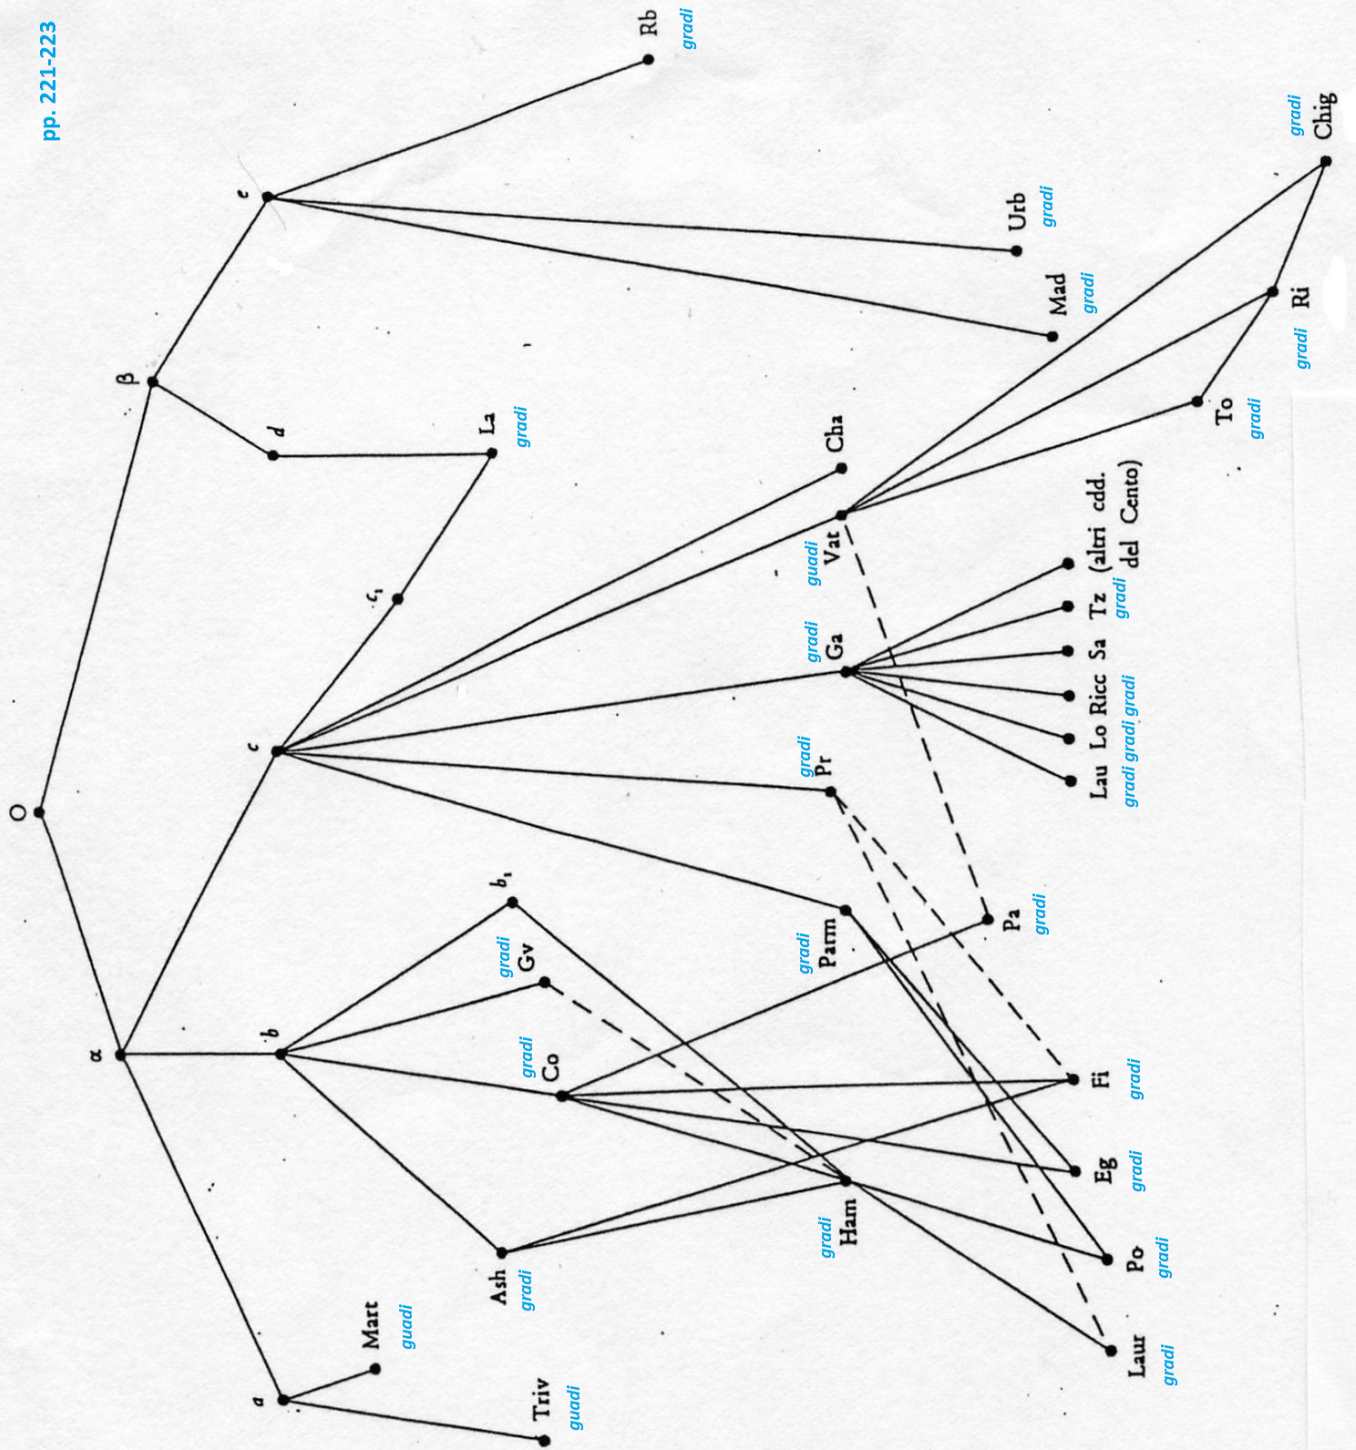 pp. 221-223
O
α
β
a
b
c
d
e
c₁
b₁
Mart
guadi
Triv
guadi
Ash
gradi
gradi
Co
gradi
Gv
La
gradi
Rb
gradi
gradi
Ham
gradi
Parm
gradi
Pr
gradi
Ga
guadi
Vat
Cha
Mad
gradi
Urb
gradi
Laur
gradi
Po
gradi
Eg
gradi
Fi
gradi
Pa
gradi
Lau Lo Ricc Sa Tz (altri cdd.
del Cento)
gradi gradi gradi gradi
To
gradi
Ri
gradi
gradi
Chig